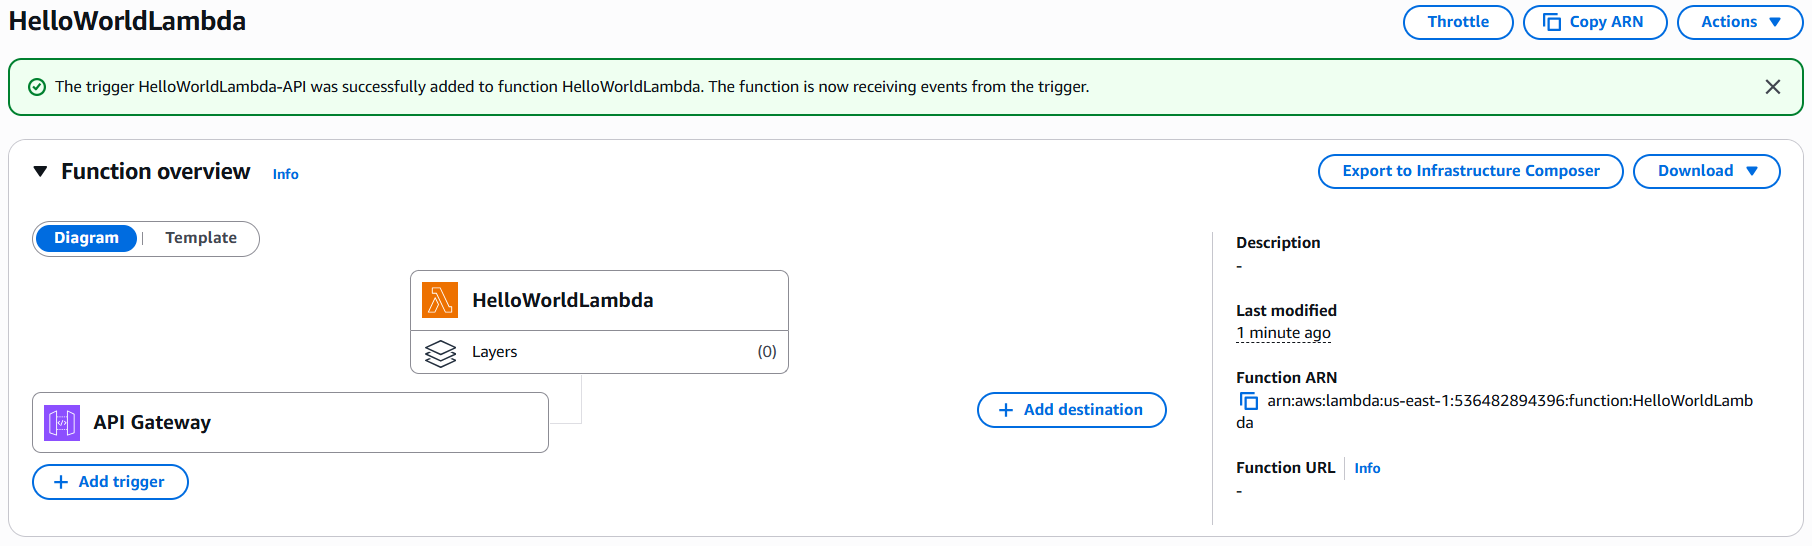 HelloWorldLambda
Throttle
Copy ARN
Actions
The trigger HelloWorldLambda-API was successfully added to function HelloWorldLambda. The function is now receiving events from the trigger.
Function overview
Info
Export to Infrastructure Composer
Download
Diagram
Template
HelloWorldLambda
Layers
(0)
API Gateway
+ Add trigger
+ Add destination
Description
-
Last modified
1 minute ago
Function ARN
arn:aws:lambda:us-east-1:536482894396:function:HelloWorldLamb
da
Function URL
Info
-